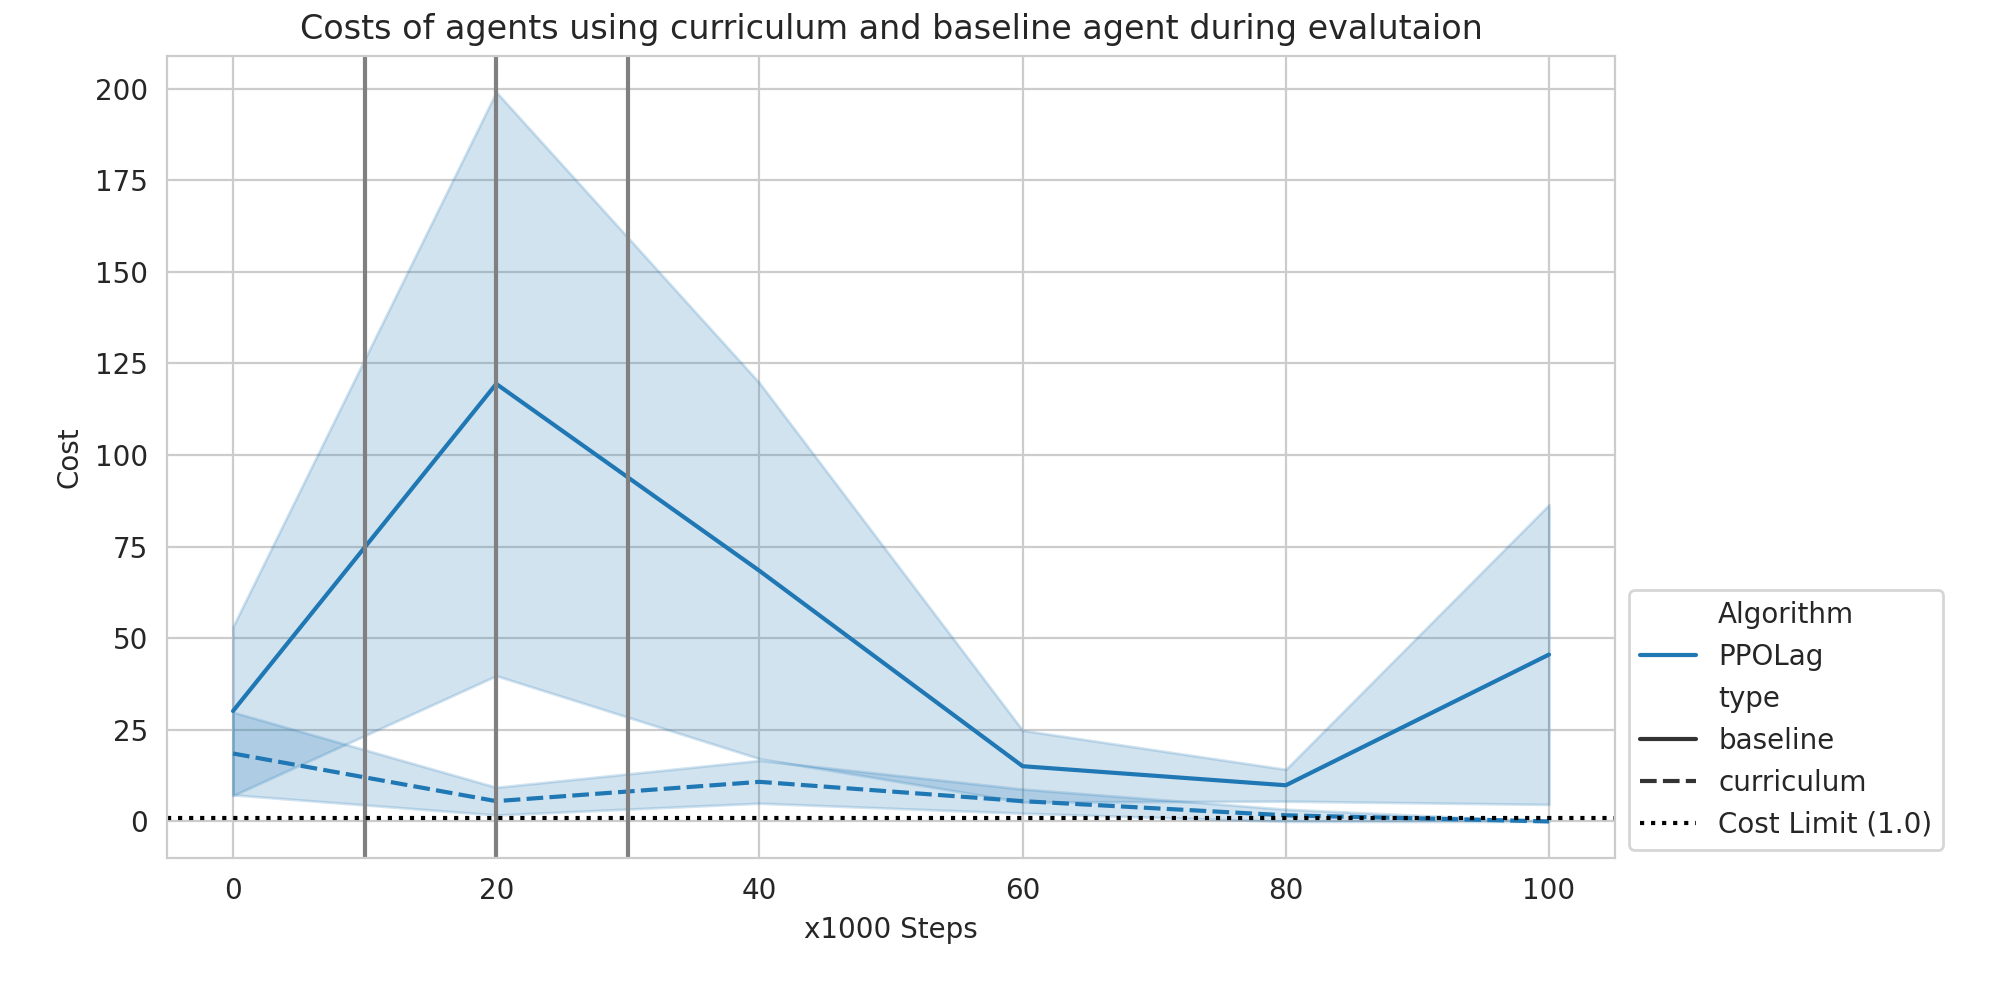 Costs of agents using curriculum and baseline agent during evalutaion
200
175
150
125
100
75
50
25
0
Cost
0 20 40 60 80 100
x1000 Steps
Algorithm
PPOLag
type
baseline
curriculum
Cost Limit (1.0)